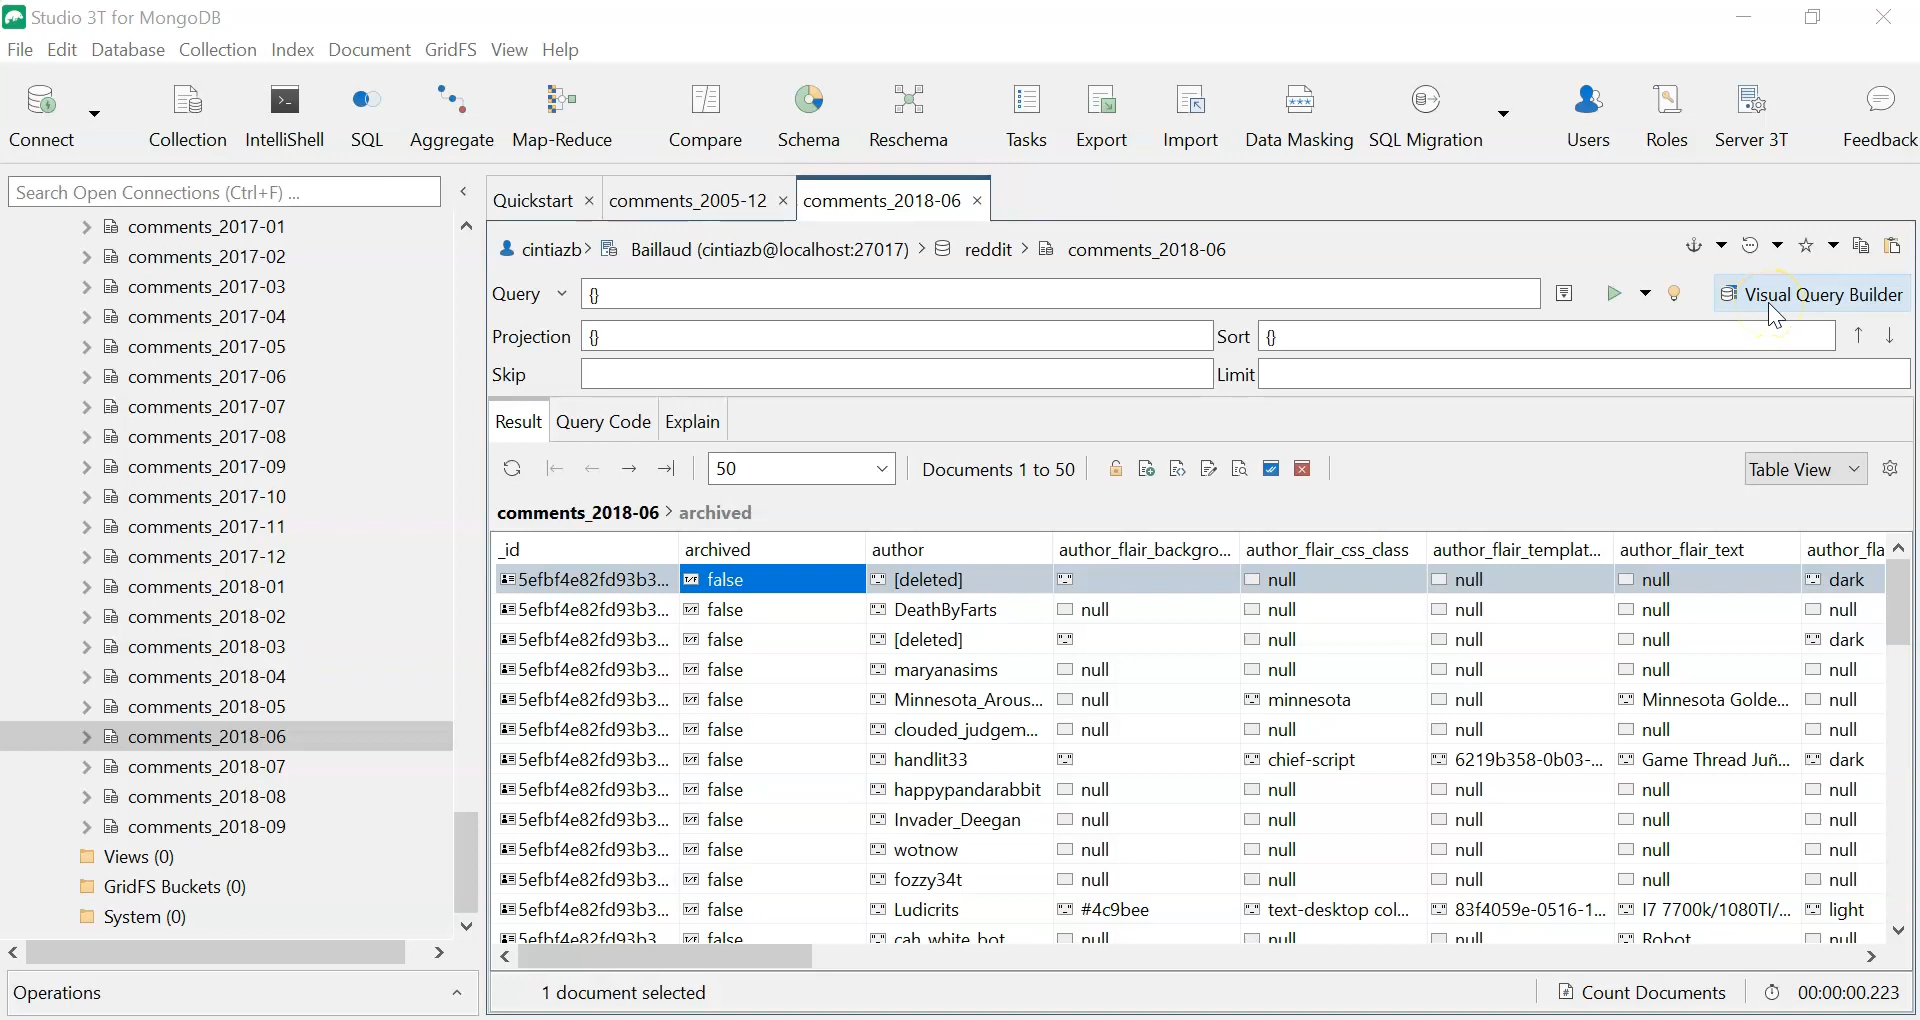 Studio 3T for MongoDB
File Edit Database Collection Index Document GridFS View Help
Connect Collection IntelliShell SQL Aggregate Map-Reduce Compare Schema Reschema Tasks Export Import Data Masking SQL Migration Users Roles Server 3T Feedback
Search Open Connections (Ctrl+F) ...
comments_2017-01
comments_2017-02
comments_2017-03
comments_2017-04
comments_2017-05
comments_2017-06
comments_2017-07
comments_2017-08
comments_2017-09
comments_2017-10
comments_2017-11
comments_2017-12
comments_2018-01
comments_2018-02
comments_2018-03
comments_2018-04
comments_2018-05
comments_2018-06
comments_2018-07
comments_2018-08
comments_2018-09
Views (0)
GridFS Buckets (0)
System (0)
Operations
Quickstart comments_2005-12 comments_2018-06
cintiazb > Baillaud (cintiazb@localhost:27017) > reddit > comments_2018-06
Query {} Visual Query Builder
Projection {} Sort {}
Skip Limit
Result Query Code Explain
50 Documents 1 to 50 Table View
comments_2018-06 > archived
_id archived author author_flair_backgro... author_flair_css_class author_flair_templat... author_flair_text author_fla
5efbf4e82fd93b3... false [deleted] null null null dark
5efbf4e82fd93b3... false DeathByFarts null null null null null
5efbf4e82fd93b3... false [deleted] null null null dark
5efbf4e82fd93b3... false maryanasims null null null null null
5efbf4e82fd93b3... false Minnesota_Arous... null minnesota null Minnesota Golde... null
5efbf4e82fd93b3... false clouded_judgem... null null null null null
5efbf4e82fd93b3... false handlit33 chief-script 6219b358-0b03-... Game Thread Juñ... dark
5efbf4e82fd93b3... false happypandarabbit null null null null null
5efbf4e82fd93b3... false Invader_Deegan null null null null null
5efbf4e82fd93b3... false wotnow null null null null null
5efbf4e82fd93b3... false fozzy34t null null null null null
5efbf4e82fd93b3... false Ludicrits #4c9bee text-desktop col... 83f4059e-0516-1... I7 7700k/1080TI/... light
5efbf4e82fd93b3 false cah_white_bot null null null Robot null
1 document selected Count Documents 00:00:00.223